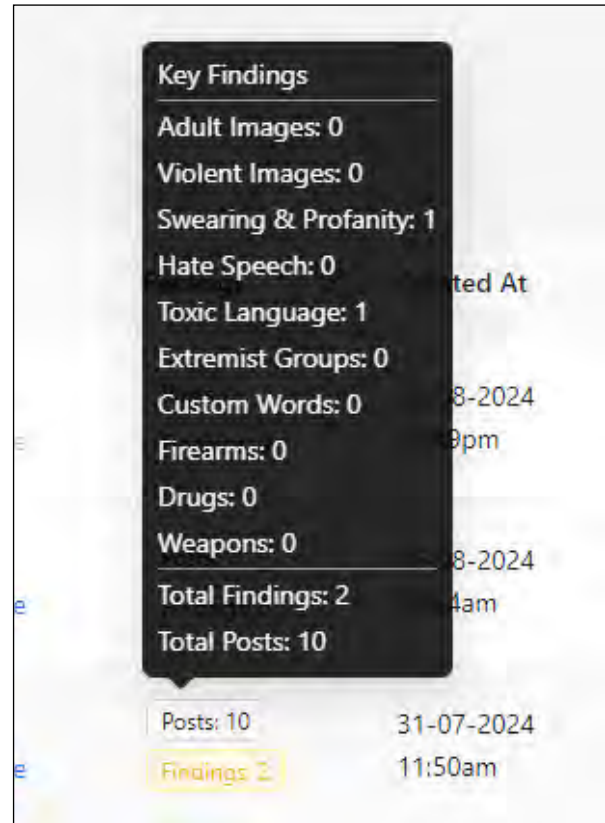 Key Findings
Adult Images: 0
Violent Images: 0
Swearing & Profanity: 1
Hate Speech: 0
ted At
Toxic Language: 1
Extremist Groups: 0
8-2024
Custom Words: 0
9pm
Firearms: 0
Drugs: 0
Weapons: 0
8-2024
Total Findings: 2
4am
e
Total Posts: 10
Posts: 10
31-07-2024
e
Findings: 2
11:50am